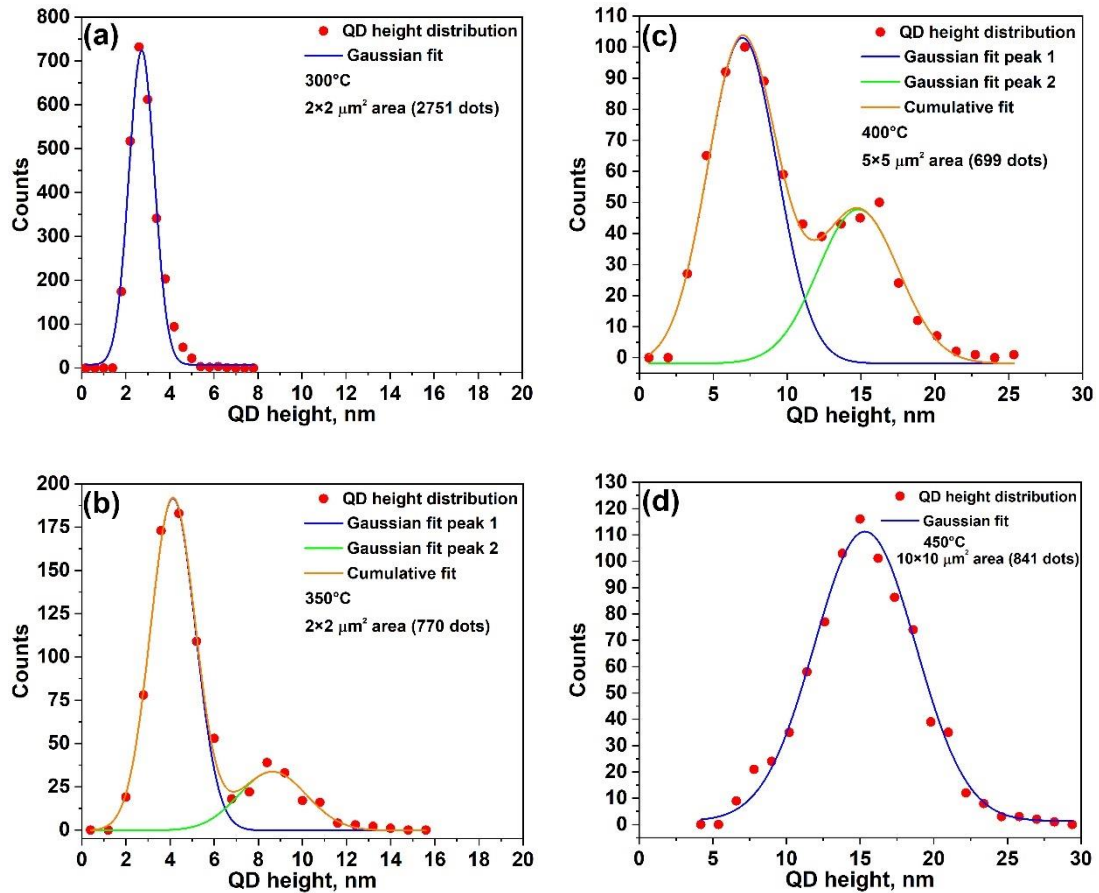 (a)
QD height distribution
Gaussian fit
300°C
2×2 μm² area (2751 dots)
800
700
600
500
400
300
200
100
0
Counts
0 2 4 6 8 10 12 14 16 18 20
QD height, nm
(c)
QD height distribution
Gaussian fit peak 1
Gaussian fit peak 2
Cumulative fit
400°C
5×5 μm² area (699 dots)
110
100
90
80
70
60
50
40
30
20
10
0
Counts
0 5 10 15 20 25 30
QD height, nm
(b)
QD height distribution
Gaussian fit peak 1
Gaussian fit peak 2
Cumulative fit
350°C
2×2 μm² area (770 dots)
200
175
150
125
100
75
50
25
0
Counts
0 2 4 6 8 10 12 14 16 18 20
QD height, nm
(d)
QD height distribution
Gaussian fit
450°C
10×10 μm² area (841 dots)
130
120
110
100
90
80
70
60
50
40
30
20
10
0
Counts
0 5 10 15 20 25 30
QD height, nm